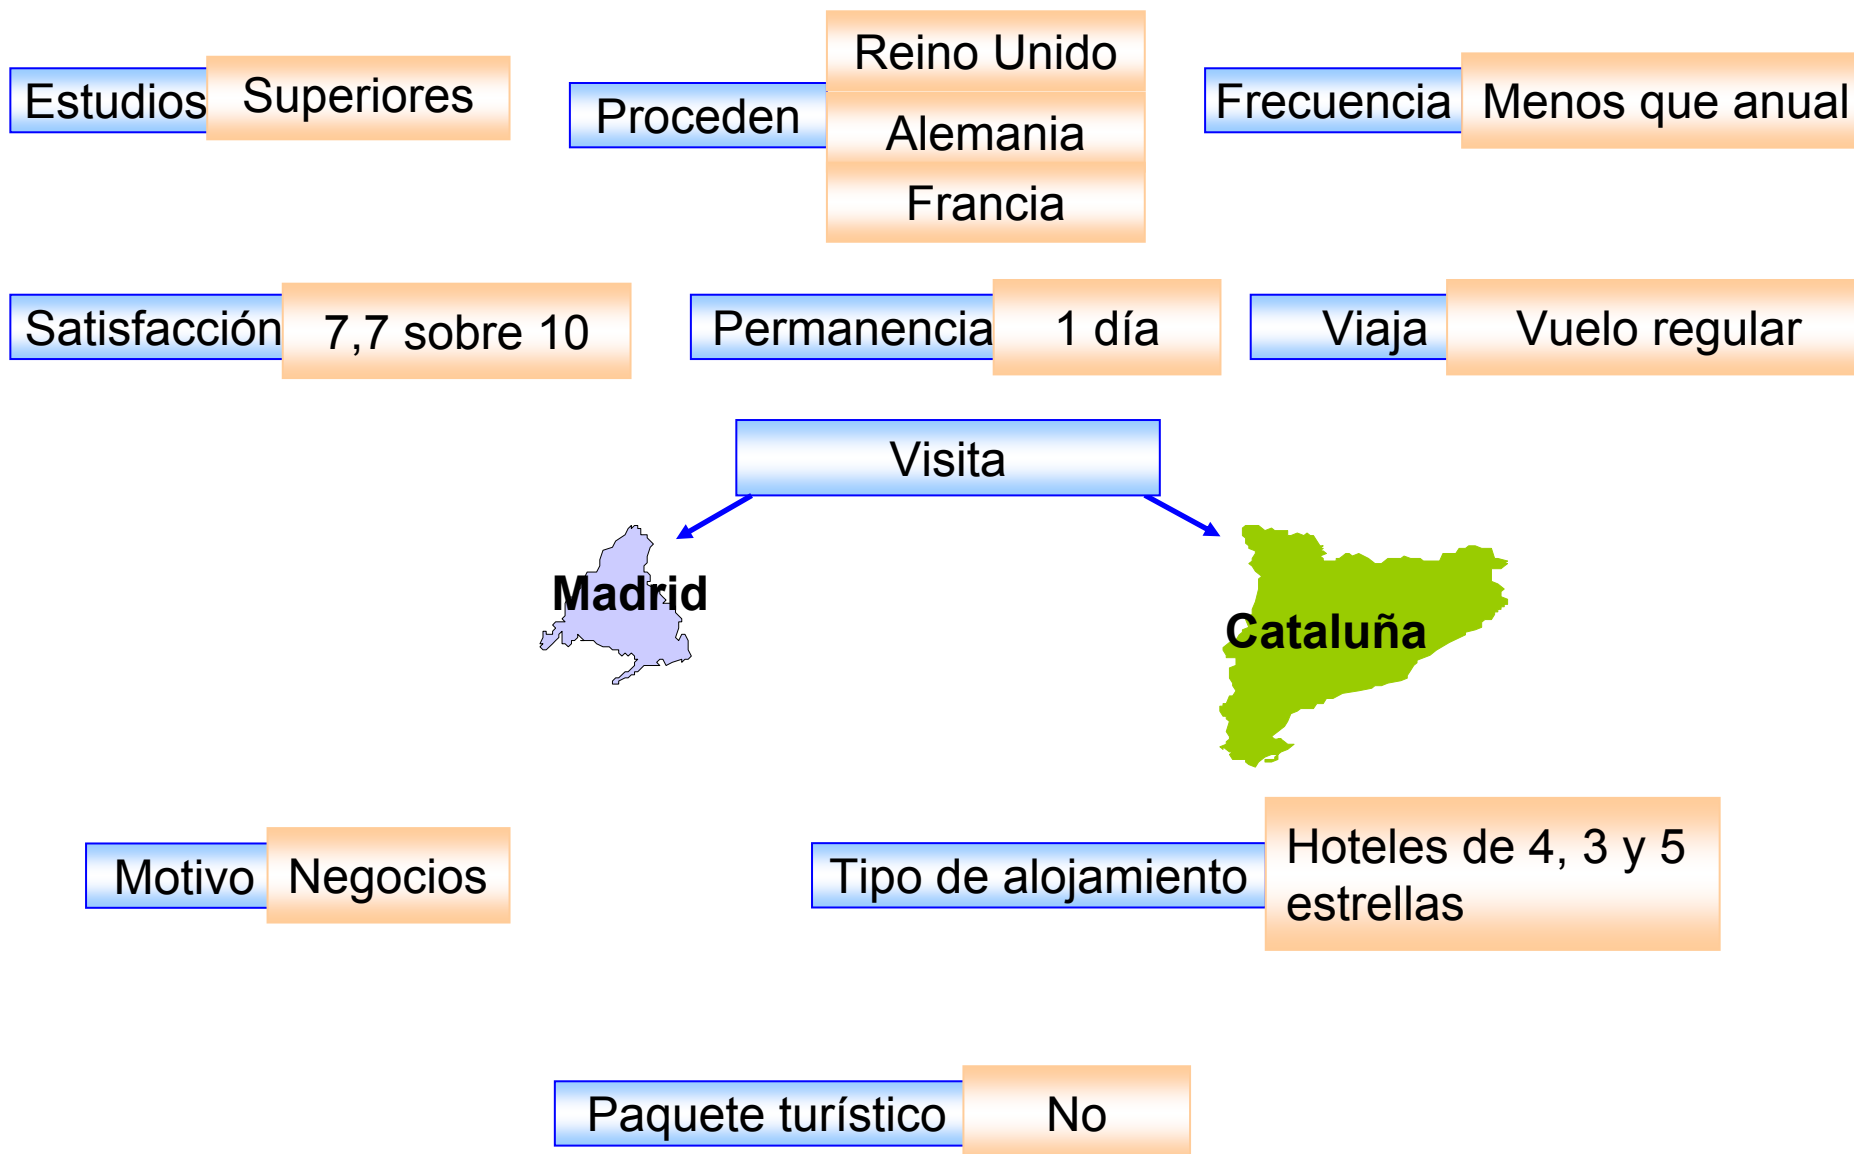 Estudios
Superiores
Proceden
Reino Unido
Alemania
Francia
Frecuencia
Menos que anual
Satisfacción
7,7 sobre 10
Permanencia
1 día
Viaja
Vuelo regular
Visita
Madrid
Cataluña
Motivo
Negocios
Tipo de alojamiento
Hoteles de 4, 3 y 5
estrellas
Paquete turístico
No